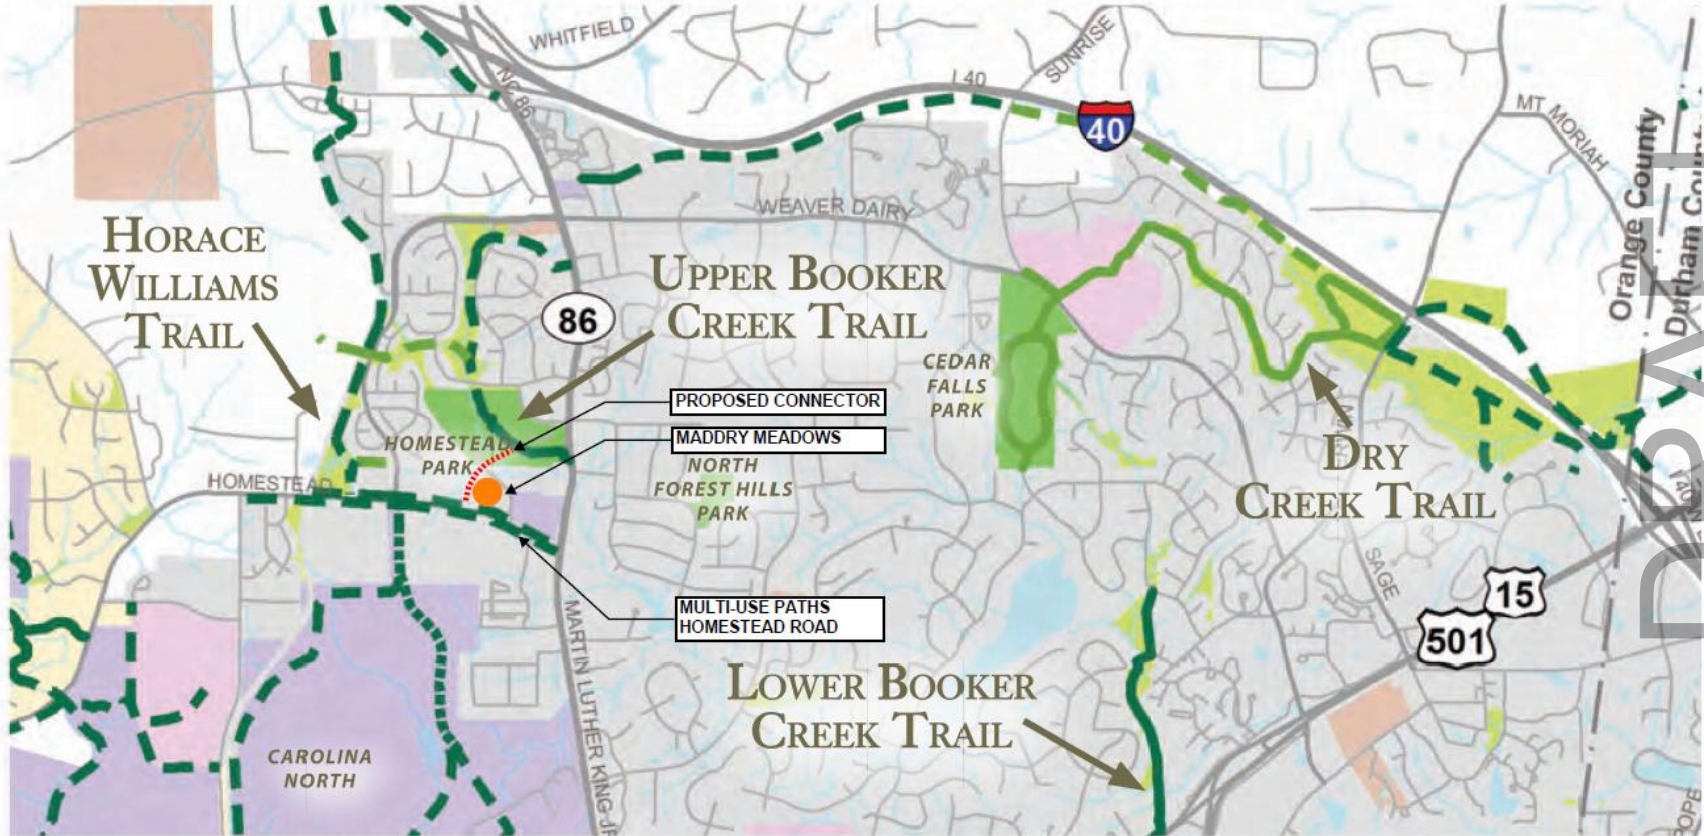 WHITFIELD
SUNRISE
NC 86
I 40
40
MT MORIAH
Orange County
DRAFT
WEAVER DAIRY
HORACE
WILLIAMS
TRAIL
UPPER BOOKER
CREEK TRAIL
86
CEDAR
FALLS
PARK
PROPOSED CONNECTOR
MADDRY MEADOWS
HOMESTEAD
PARK
NORTH
FOREST HILLS
PARK
HOMESTEAD
DRY
CREEK TRAIL
SAGE
15
501
MULTI-USE PATHS
HOMESTEAD ROAD
MARTIN LUTHER KING JR
LOWER BOOKER
CREEK TRAIL
CAROLINA
NORTH